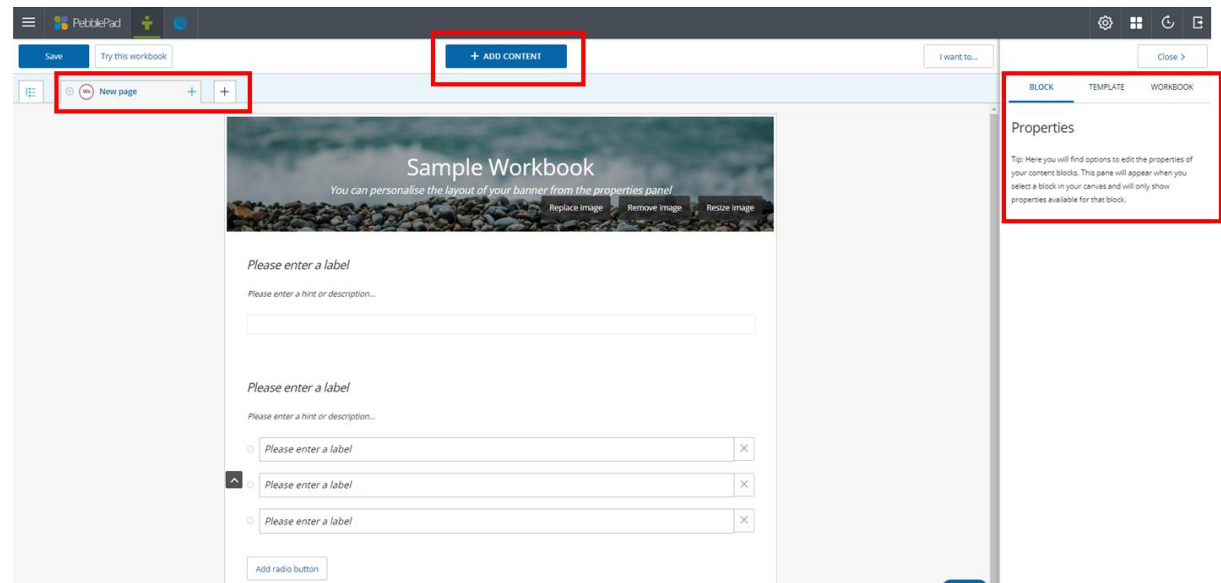 PebblePad
Save
Try this workbook
+ ADD CONTENT
I want to...
Close >
Ws
New page
+
+
BLOCK
TEMPLATE
WORKBOOK
Properties
Tip: Here you will find options to edit the properties of
your content blocks. This pane will appear when you
select a block in your canvas and will only show
properties available for that block.
Sample Workbook
You can personalise the layout of your banner from the properties panel
Replace image
Remove image
Resize image
Please enter a label
Please enter a hint or description...
Please enter a label
Please enter a hint or description...
Please enter a label
Please enter a label
Please enter a label
Add radio button